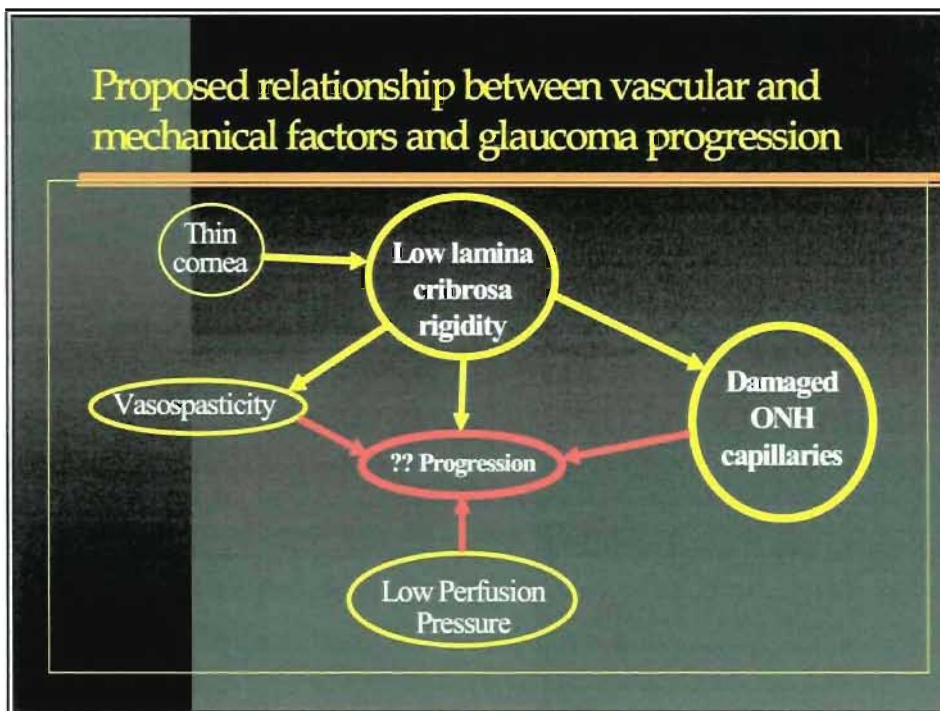 Proposed relationship between vascular and
mechanical factors and glaucoma progression
Thin
cornea
Low lamina
cribrosa
rigidity
Vasospasticity
Damaged
ONH
capillaries
?? Progression
Low Perfusion
Pressure